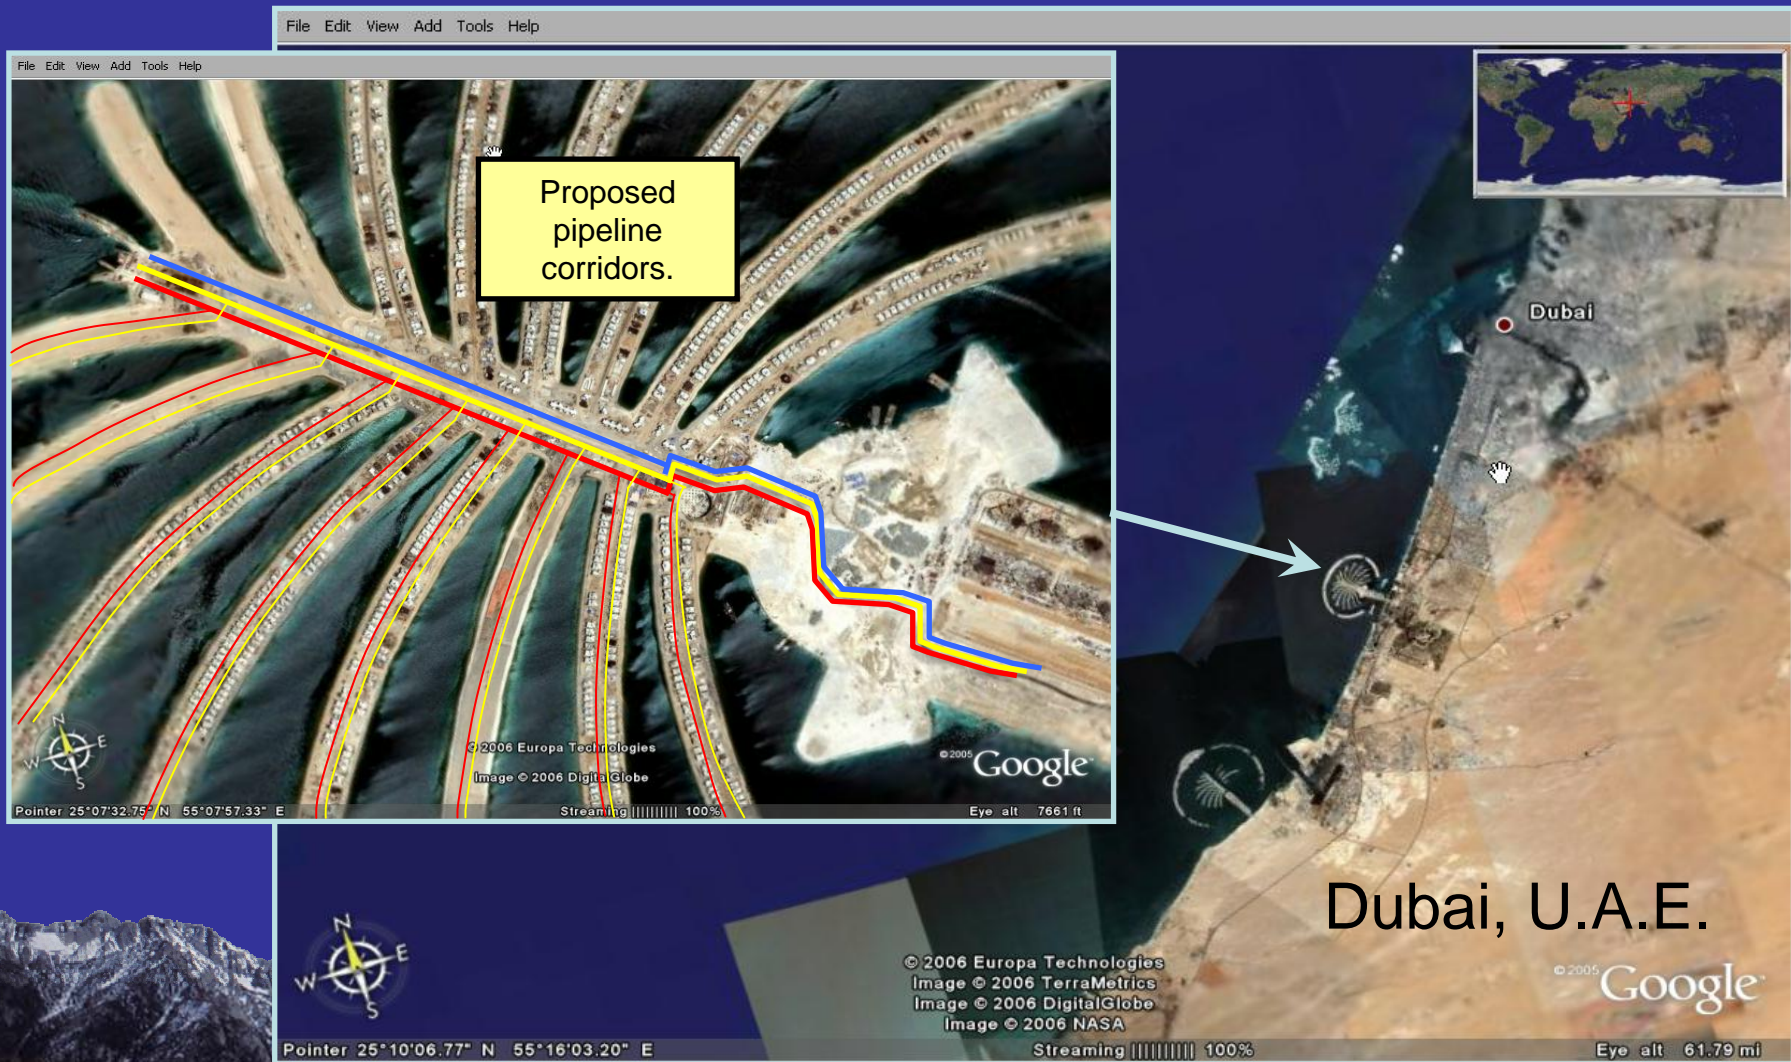 File Edit View Add Tools Help
File Edit View Add Tools Help
Proposed
pipeline
corridors.
N
E
W
S
© 2006 Europa Technologies
Image © 2006 DigitalGlobe
©2005 Google
Pointer 25°07'32.75" N 55°07'57.33" E
Streaming |||||||||| 100%
Eye alt 7661 ft
Dubai
Dubai, U.A.E.
N
E
W
S
© 2006 Europa Technologies
Image © 2006 TerraMetrics
Image © 2006 DigitalGlobe
Image © 2006 NASA
©2005 Google
Pointer 25°10'06.77" N 55°16'03.20" E
Streaming |||||||||| 100%
Eye alt 61.79 mi